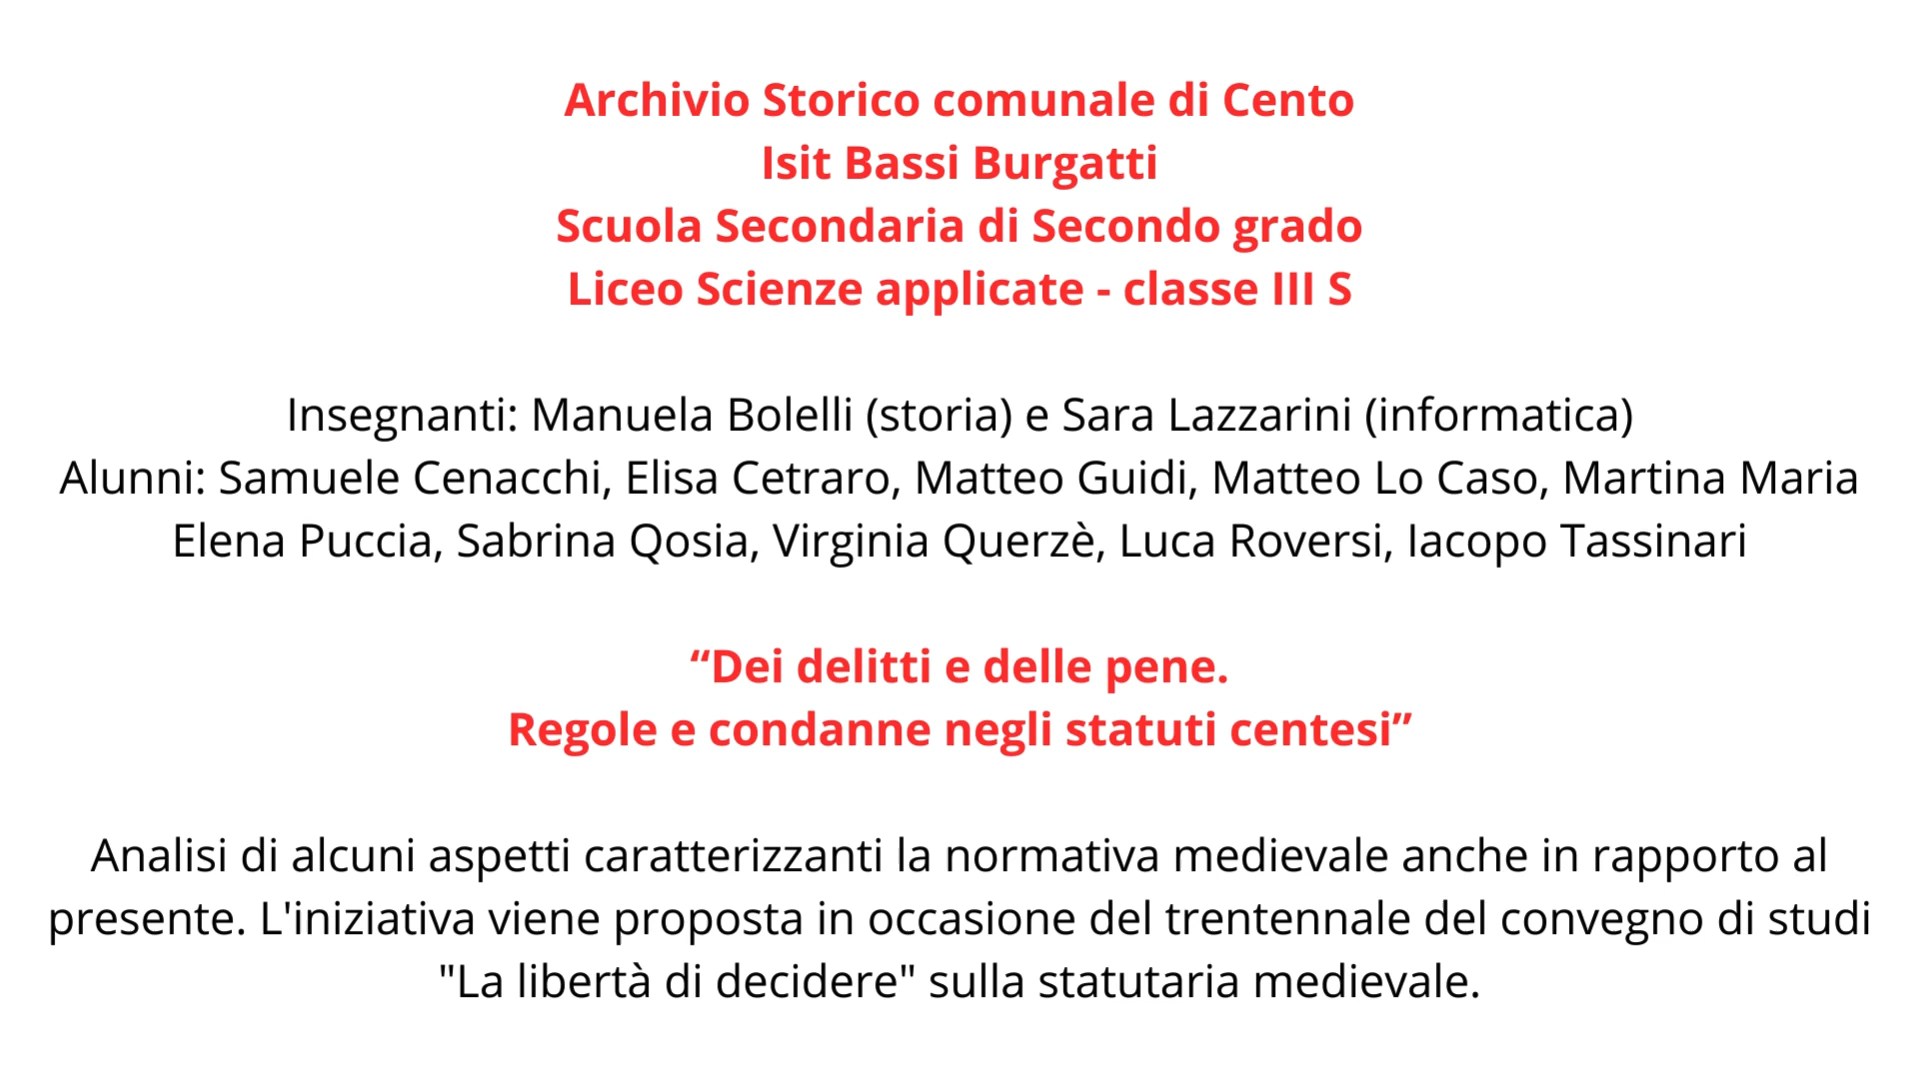 Archivio Storico comunale di Cento
Isit Bassi Burgatti
Scuola Secondaria di Secondo grado
Liceo Scienze applicate - classe III S
Insegnanti: Manuela Bolelli (storia) e Sara Lazzarini (informatica)
Alunni: Samuele Cenacchi, Elisa Cetraro, Matteo Guidi, Matteo Lo Caso, Martina Maria
Elena Puccia, Sabrina Qosia, Virginia Querzè, Luca Roversi, Iacopo Tassinari
“Dei delitti e delle pene.
Regole e condanne negli statuti centesi”
Analisi di alcuni aspetti caratterizzanti la normativa medievale anche in rapporto al
presente. L'iniziativa viene proposta in occasione del trentennale del convegno di studi
"La libertà di decidere" sulla statutaria medievale.